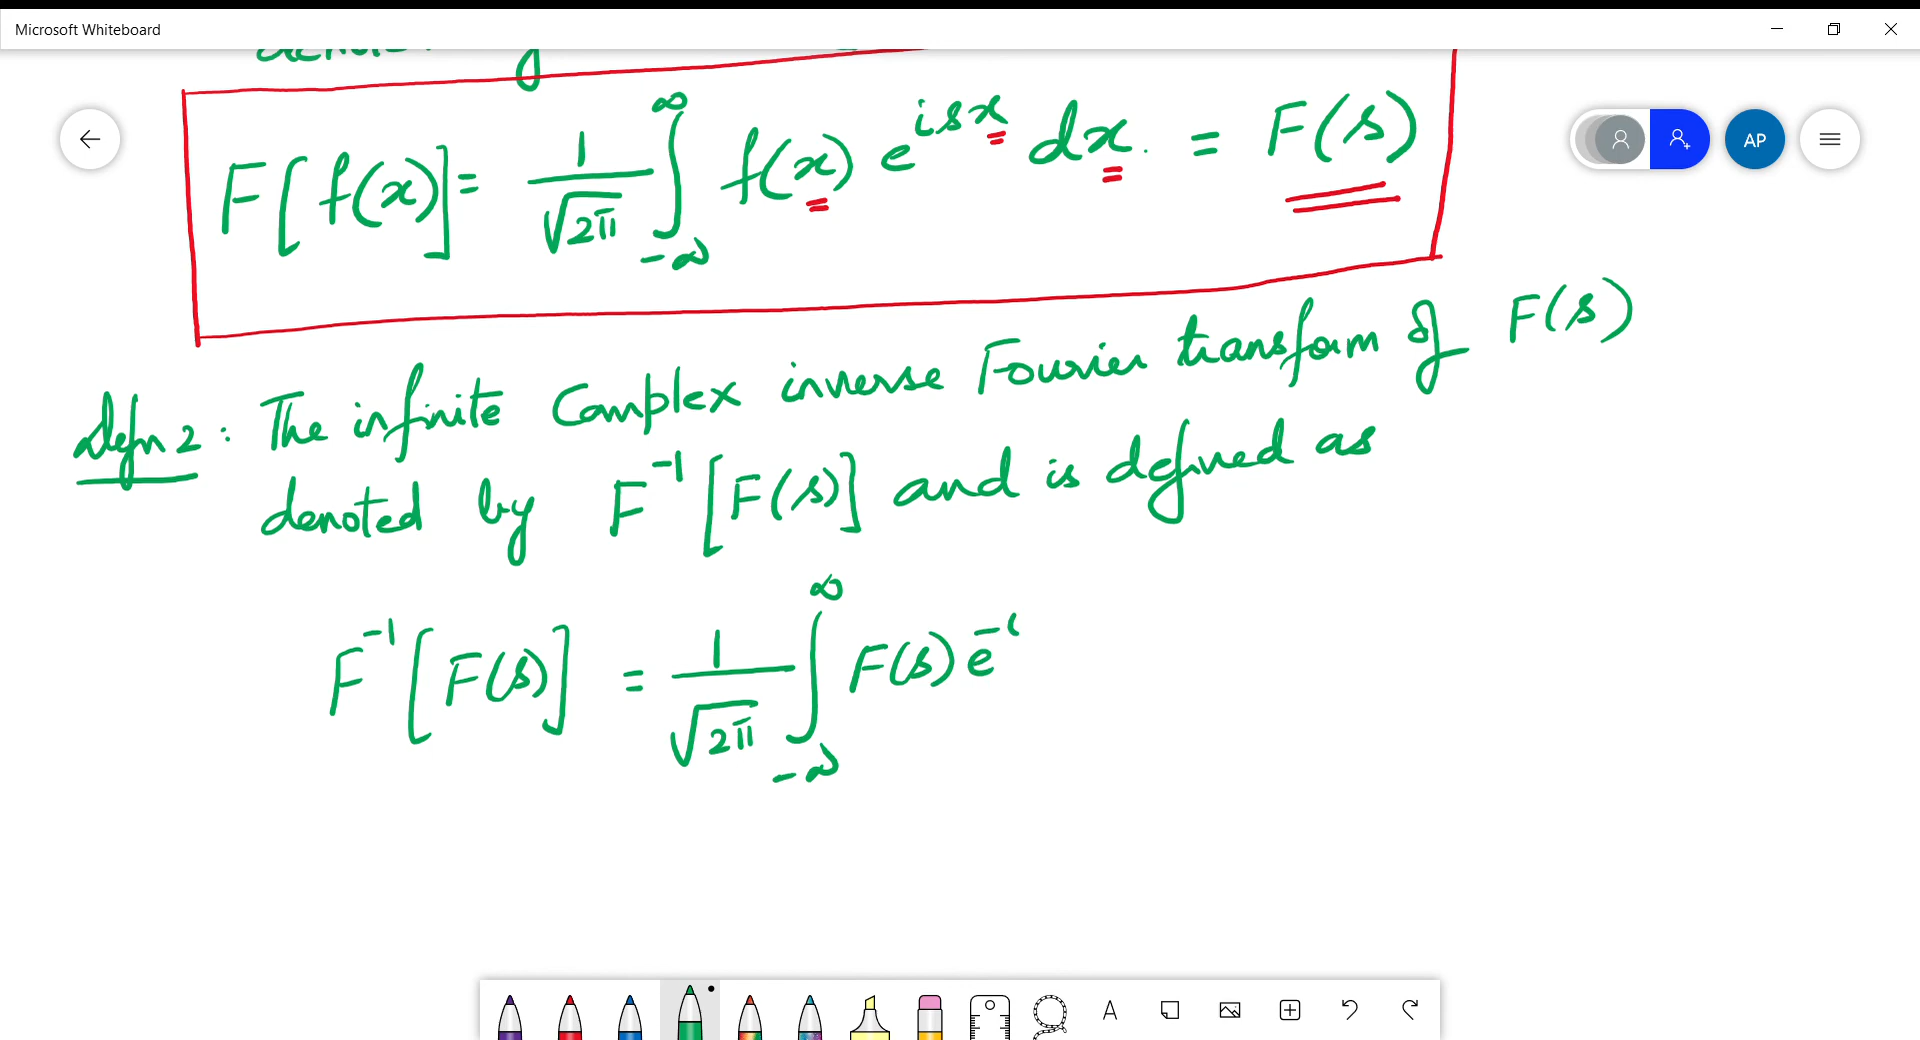 Microsoft Whiteboard
F[f(x)] = 1/√2π ∫_{-∞}^{∞} f(x) e^{isx} dx. = F(s)
AP
Defn 2: The infinite Complex inverse Fourier transform of F(s)
denoted by F^{-1}[F(s)] and is defined as
F^{-1}[F(s)] = 1/√2π ∫_{-∞}^{∞} F(s) e^{-i
A